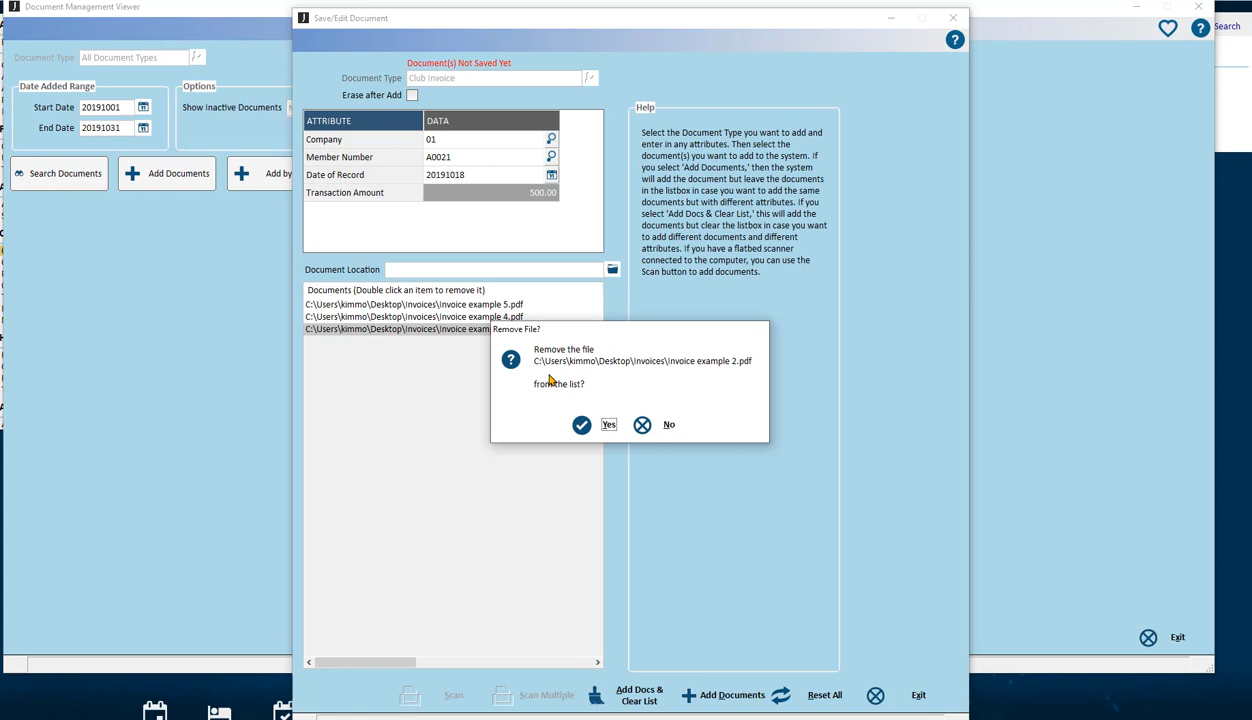 Document Management Viewer
Save/Edit Document
Search
Document Type All Document Types
Date Added Range
Options
Start Date 20191001
Show Inactive Documents
End Date 20191031
Search Documents
Add Documents
Add by
Document(s) Not Saved Yet
Document Type Club Invoice
Erase after Add
ATTRIBUTE DATA
Company 01
Member Number A0021
Date of Record 20191018
Transaction Amount 500.00
Document Location
Documents (Double click an item to remove it)
C:\Users\kimmo\Desktop\Invoices\Invoice example 5.pdf
C:\Users\kimmo\Desktop\Invoices\Invoice example 4.pdf
C:\Users\kimmo\Desktop\Invoices\Invoice exam
Help
Select the Document Type you want to add and
enter in any attributes. Then select the
document(s) you want to add to the system. If
you select 'Add Documents,' then the system
will add the document but leave the documents
in the listbox in case you want to add the same
documents but with different attributes. If you
select 'Add Docs & Clear List,' this will add the
documents but clear the listbox in case you want
to add different documents and different
attributes. If you have a flatbed scanner
connected to the computer, you can use the
Scan button to add documents.
Remove File?
Remove the file
C:\Users\kimmo\Desktop\Invoices\Invoice example 2.pdf
from the list?
Yes
No
Exit
Scan
Scan Multiple
Add Docs &
Clear List
Add Documents
Reset All
Exit